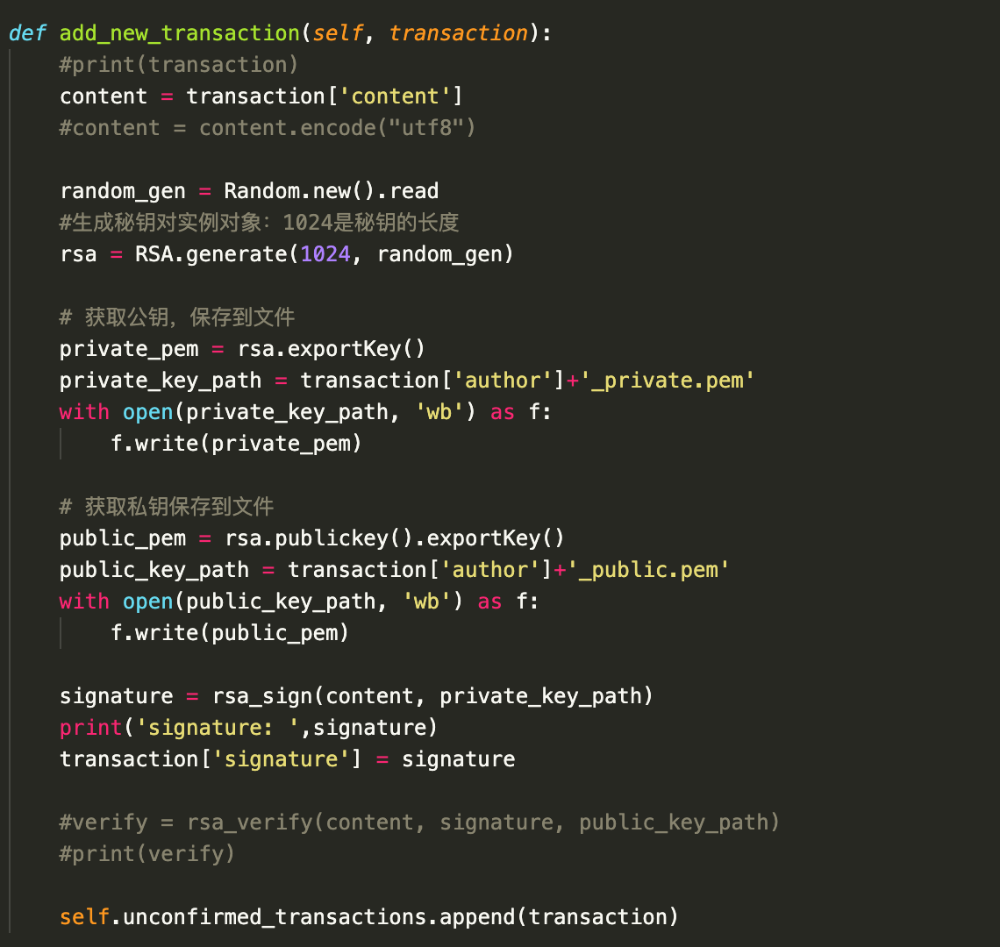 def add_new_transaction(self, transaction):
#print(transaction)
content = transaction['content']
#content = content.encode("utf8")
random_gen = Random.new().read
#生成秘钥对实例对象：1024是秘钥的长度
rsa = RSA.generate(1024, random_gen)
# 获取公钥，保存到文件
private_pem = rsa.exportKey()
private_key_path = transaction['author']+'_private.pem'
with open(private_key_path, 'wb') as f:
f.write(private_pem)
# 获取私钥保存到文件
public_pem = rsa.publickey().exportKey()
public_key_path = transaction['author']+'_public.pem'
with open(public_key_path, 'wb') as f:
f.write(public_pem)
signature = rsa_sign(content, private_key_path)
print('signature: ',signature)
transaction['signature'] = signature
#verify = rsa_verify(content, signature, public_key_path)
#print(verify)
self.unconfirmed_transactions.append(transaction)